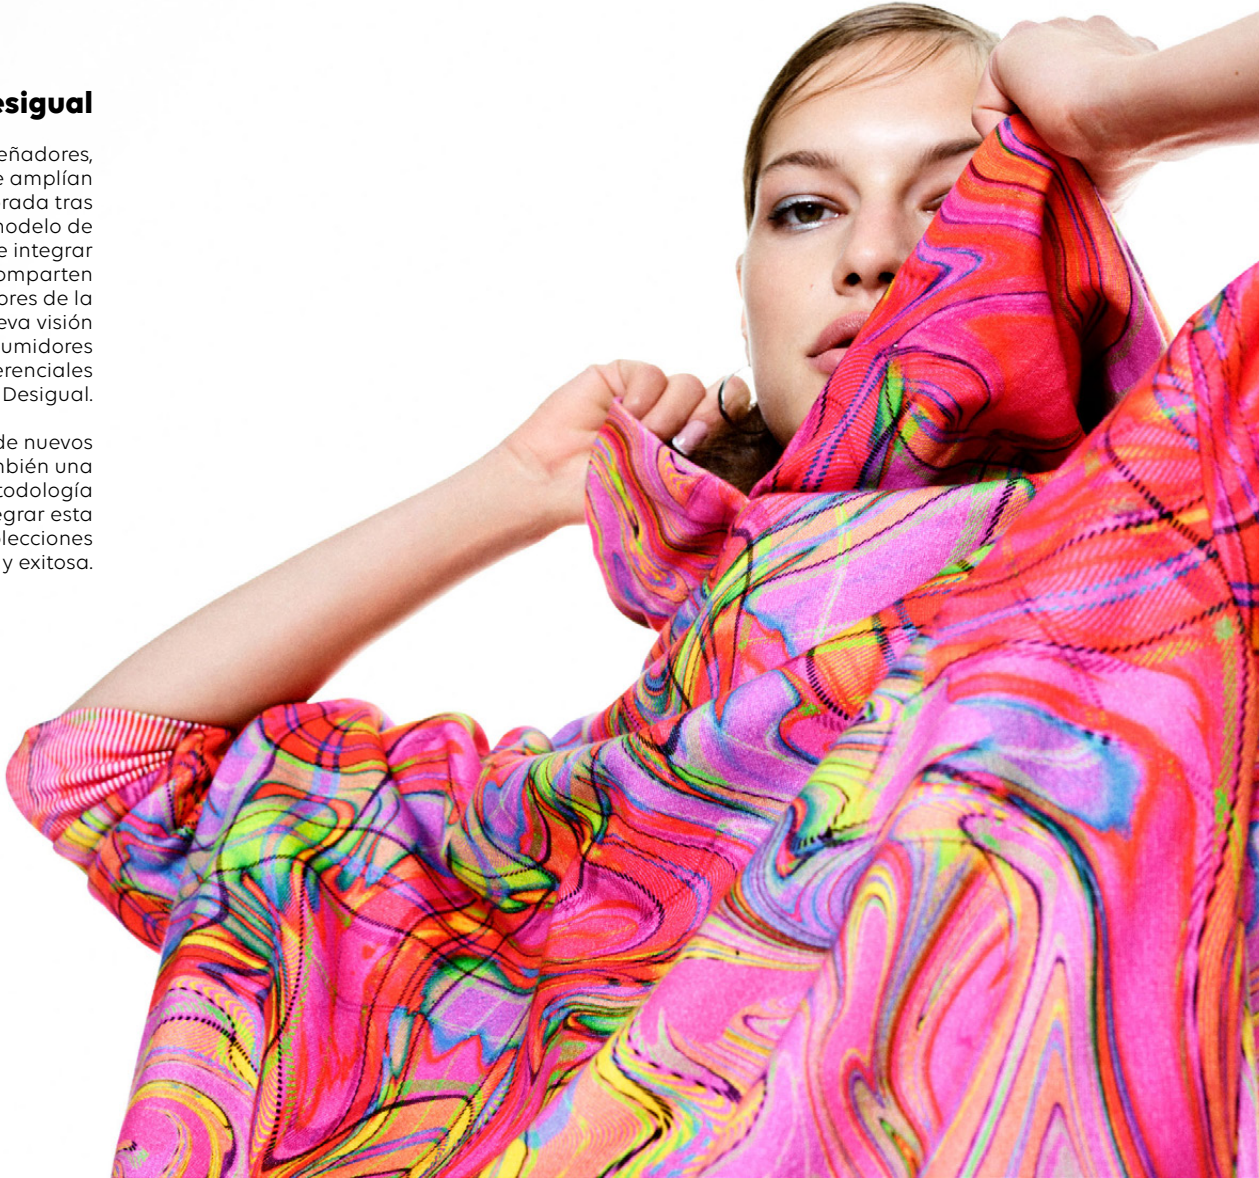 esigual
eñadores,
e amplían
rada tras
nodelo de
e integrar
omparten
ores de la
eva visión
umidores
erenciales
Desigual.
de nuevos
nbién una
todología
egrar esta
lecciones
y exitosa.